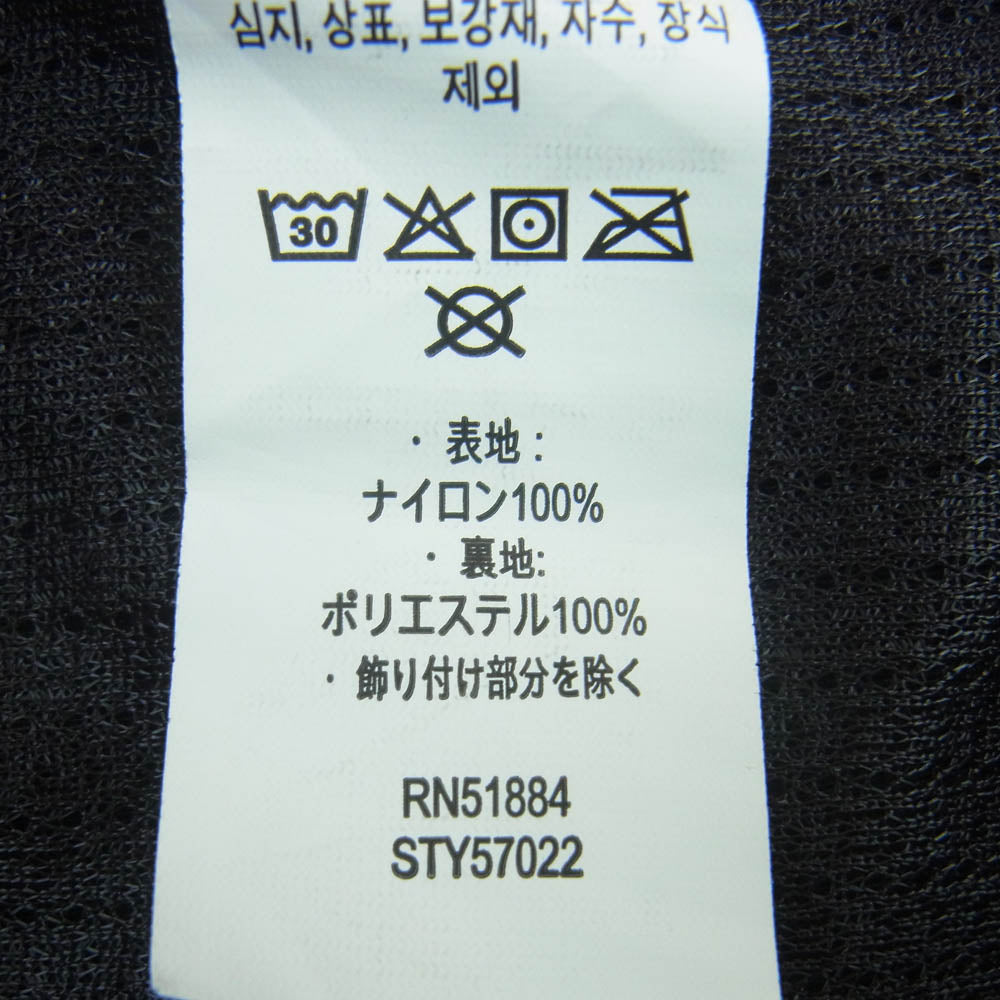 심지, 상표, 보강재, 자수, 장식
제외
30
· 表地 :
ナイロン100%
· 裏地:
ポリエステル100%
· 飾り付け部分を除く
RN51884
STY57022